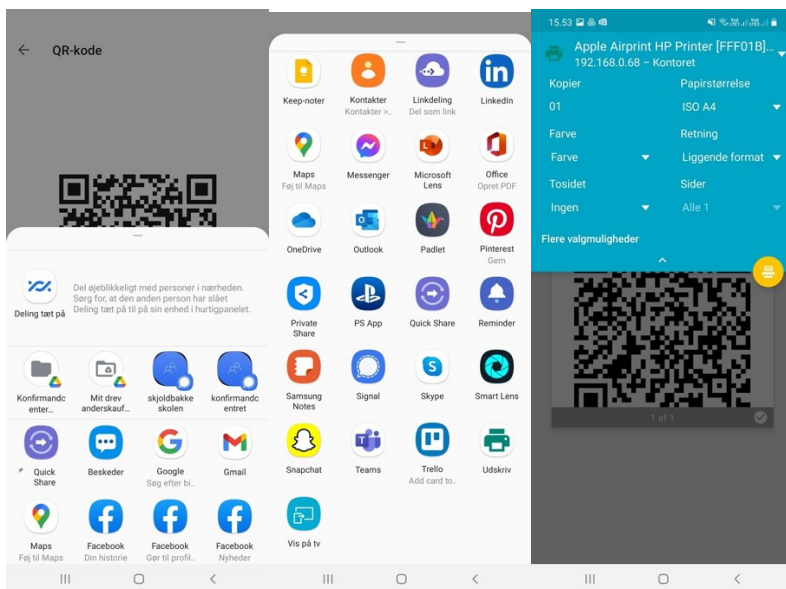 QR-kode
Deling tæt på
Del øjeblikkeligt med personer i nærheden.
Sørg for, at den anden person har slået
Deling tæt på til på sin enhed i hurtigpanelet.
Konfirmandc
enter...
Mit drev
anderskauf...
skjoldbakke
skolen
konfirmandc
entret
Quick
Share
Beskeder
Google
Søg efter bi..
Gmail
Maps
Føj til Maps
Facebook
Din historie
Facebook
Gør til profil..
Facebook
Nyheder
Keep-noter
Kontakter
Kontakter >..
Linkdeling
Del som link
LinkedIn
Maps
Føj til Maps
Messenger
Microsoft
Lens
Office
Opret PDF
OneDrive
Outlook
Padlet
Pinterest
Gem
Private
Share
PS App
Quick Share
Reminder
Samsung
Notes
Signal
Skype
Smart Lens
Snapchat
Teams
Trello
Add card to..
Udskriv
Vis på tv
15.53
Apple Airprint HP Printer [FFF01B]...
192.168.0.68 – Kontoret
Kopier
Papirstørrelse
01
ISO A4
Farve
Retning
Farve
Liggende format
Tosidet
Sider
Ingen
Alle 1
Flere valgmuligheder
1 af 1